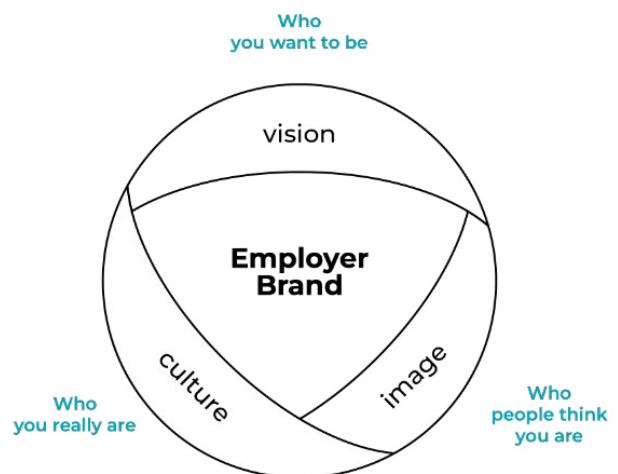 Who
you want to be
vision
Employer
Brand
culture
image
Who
you really are
Who
people think
you are